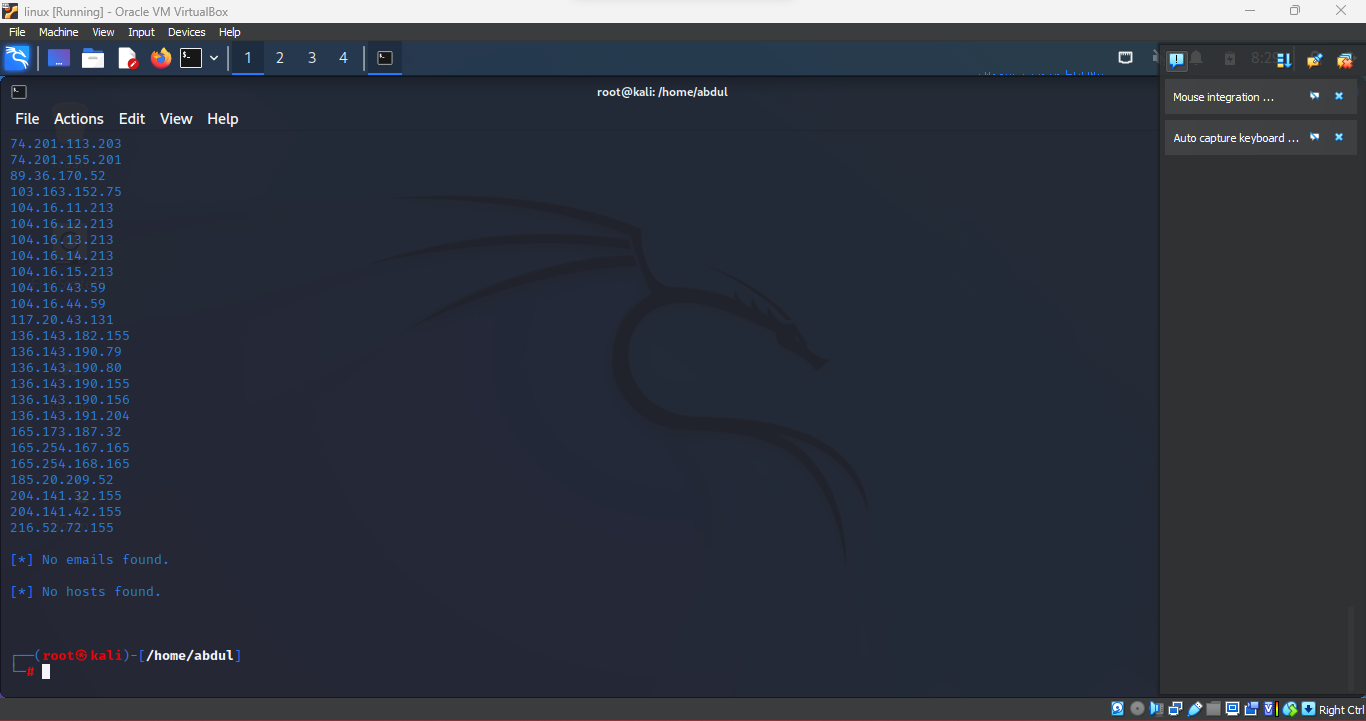 linux [Running] - Oracle VM VirtualBox
File Machine View Input Devices Help
1 2 3 4
root@kali: /home/abdul
File Actions Edit View Help
Mouse integration ...
Auto capture keyboard ...
74.201.113.203
74.201.155.201
89.36.170.52
103.163.152.75
104.16.11.213
104.16.12.213
104.16.13.213
104.16.14.213
104.16.15.213
104.16.43.59
104.16.44.59
117.20.43.131
136.143.182.155
136.143.190.79
136.143.190.80
136.143.190.155
136.143.190.156
136.143.191.204
165.173.187.32
165.254.167.165
165.254.168.165
185.20.209.52
204.141.32.155
204.141.42.155
216.52.72.155
[*] No emails found.
[*] No hosts found.
┌──(root㉿kali)-[/home/abdul]
└─#
Right Ctrl